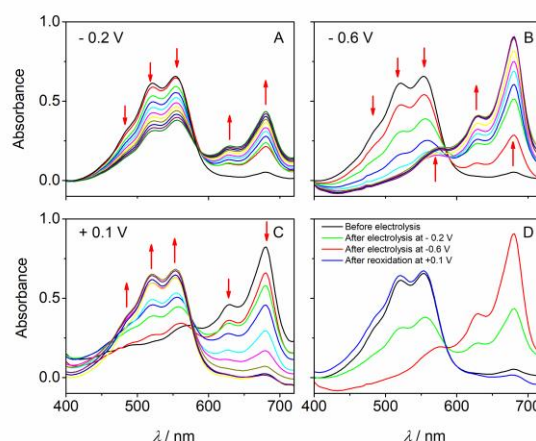 - 0.2 V
A
- 0.6 V
B
1.0
0.5
0.0
Absorbance
Absorbance
+ 0.1 V
C
D
Before electrolysis
After electrolysis at - 0.2 V
After electrolysis at -0.6 V
After reoxidation at +0.1 V
1.0
0.5
0.0
400 500 600 700
400 500 600 700
λ / nm
λ / nm